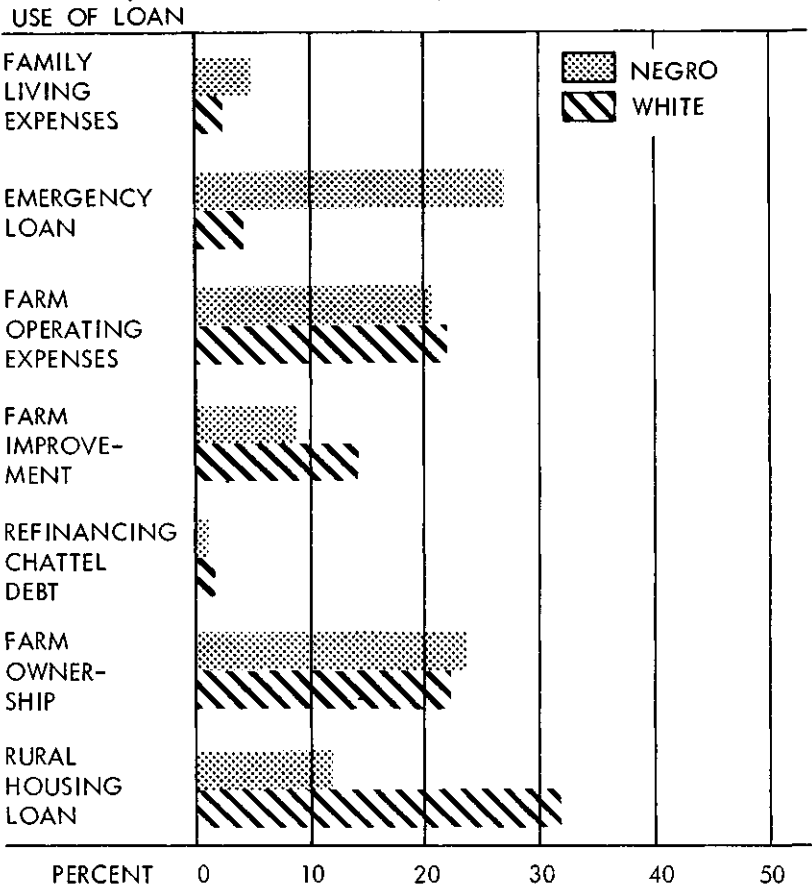 USE OF LOAN
NEGRO
WHITE
FAMILY
LIVING
EXPENSES
EMERGENCY
LOAN
FARM
OPERATING
EXPENSES
FARM
IMPROVE-
MENT
REFINANCING
CHATTEL
DEBT
FARM
OWNER-
SHIP
RURAL
HOUSING
LOAN
PERCENT 0 10 20 30 40 50